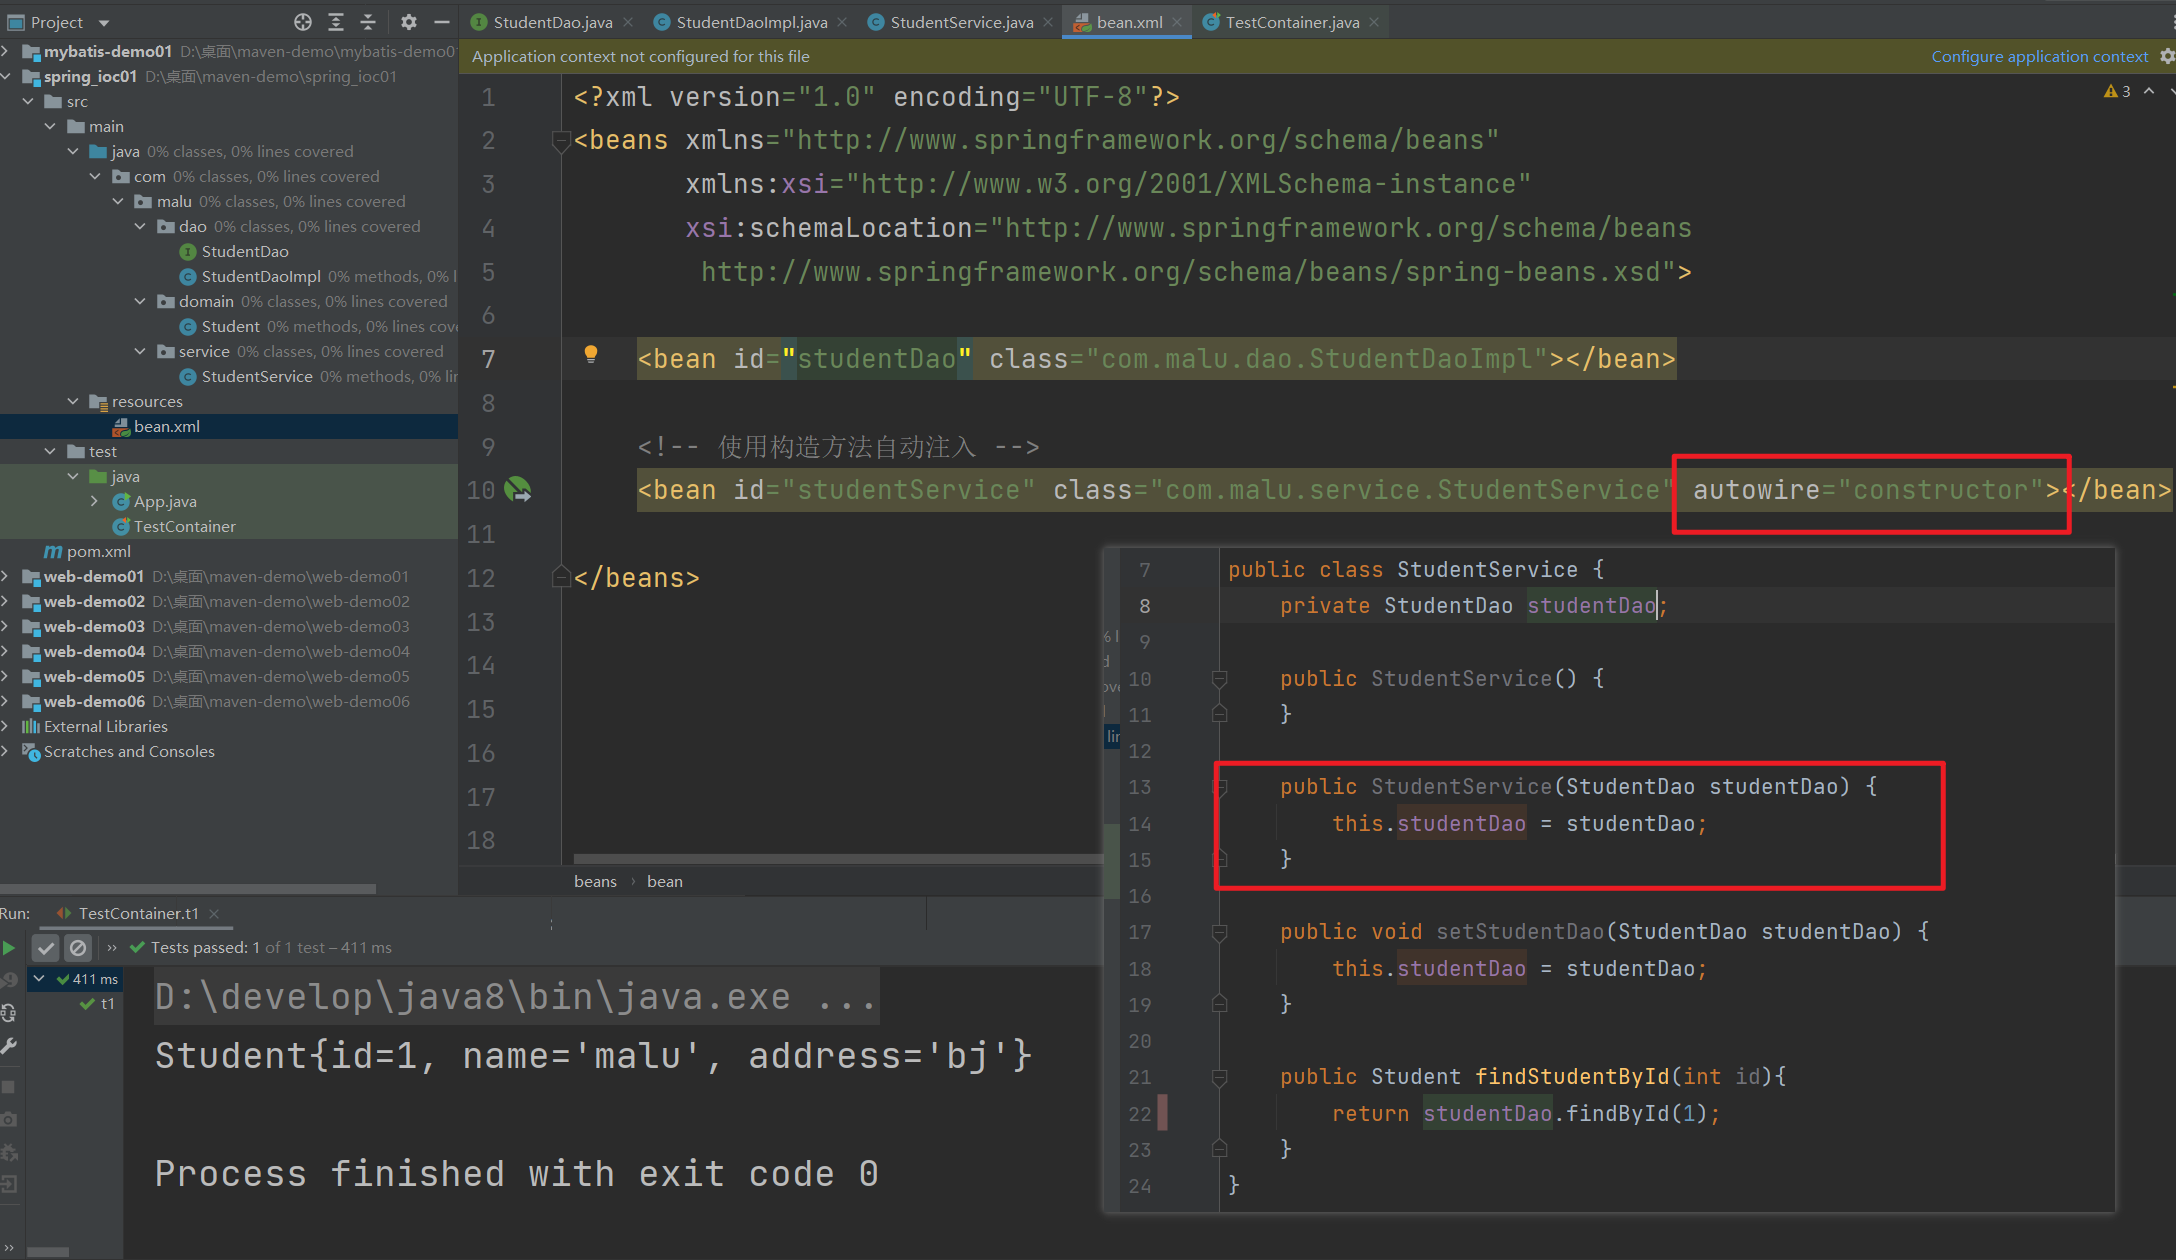 Project
mybatis-demo01 D:\桌面\maven-demo\mybatis-demo01
spring_ioc01 D:\桌面\maven-demo\spring_ioc01
src
main
java 0% classes, 0% lines covered
com 0% classes, 0% lines covered
malu 0% classes, 0% lines covered
dao 0% classes, 0% lines covered
StudentDao
StudentDaoImpl 0% methods, 0% l
domain 0% classes, 0% lines covered
Student 0% methods, 0% lines cove
service 0% classes, 0% lines covered
StudentService 0% methods, 0% lin
resources
bean.xml
test
java
App.java
TestContainer
pom.xml
web-demo01 D:\桌面\maven-demo\web-demo01
web-demo02 D:\桌面\maven-demo\web-demo02
web-demo03 D:\桌面\maven-demo\web-demo03
web-demo04 D:\桌面\maven-demo\web-demo04
web-demo05 D:\桌面\maven-demo\web-demo05
web-demo06 D:\桌面\maven-demo\web-demo06
External Libraries
Scratches and Consoles
StudentDao.java StudentDaoImpl.java StudentService.java bean.xml TestContainer.java
Application context not configured for this file Configure application context
3
1 <?xml version="1.0" encoding="UTF-8"?>
2 <beans xmlns="http://www.springframework.org/schema/beans"
3 xmlns:xsi="http://www.w3.org/2001/XMLSchema-instance"
4 xsi:schemaLocation="http://www.springframework.org/schema/beans
5 http://www.springframework.org/schema/beans/spring-beans.xsd">
6
7 <bean id="studentDao" class="com.malu.dao.StudentDaoImpl"></bean>
8
9 <!-- 使用构造方法自动注入 -->
10 <bean id="studentService" class="com.malu.service.StudentService" autowire="constructor"></bean>
11
12 </beans>
13
14
15
16
17
18
beans › bean
7 public class StudentService {
8 private StudentDao studentDao;
9
10 public StudentService() {
11 }
12
13 public StudentService(StudentDao studentDao) {
14 this.studentDao = studentDao;
15 }
16
17 public void setStudentDao(StudentDao studentDao) {
18 this.studentDao = studentDao;
19 }
20
21 public Student findStudentById(int id){
22 return studentDao.findById(1);
23 }
24 }
Run: TestContainer.t1
Tests passed: 1 of 1 test – 411 ms
411 ms
t1
D:\develop\java8\bin\java.exe ...
Student{id=1, name='malu', address='bj'}
Process finished with exit code 0